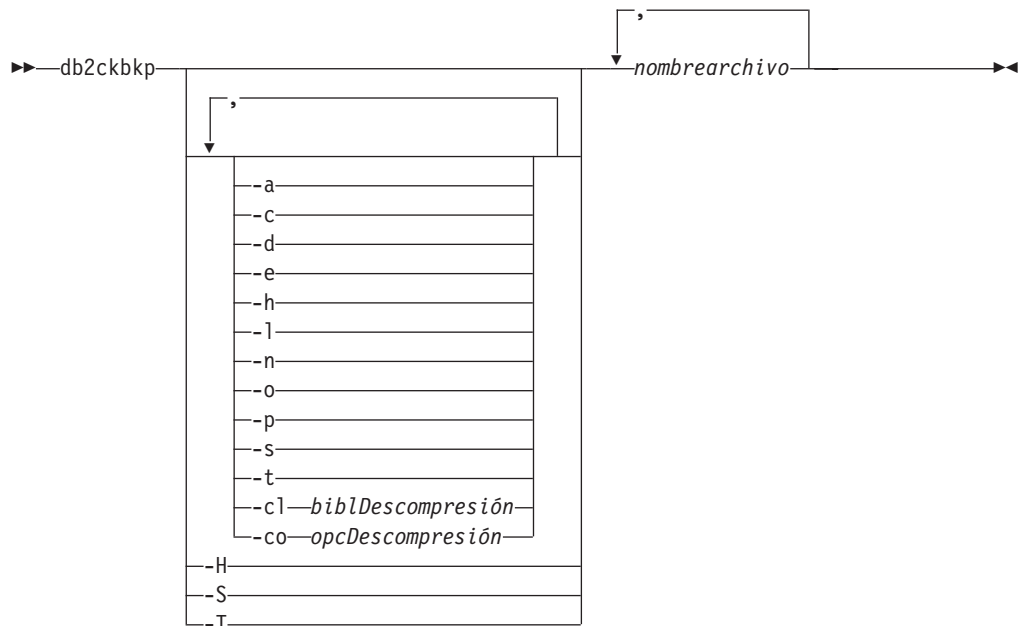 ,
db2ckbkp nombrearchivo
,
-a
-c
-d
-e
-h
-l
-n
-o
-p
-s
-t
-cl biblDescompresión
-co opcDescompresión
-H
-S
-T